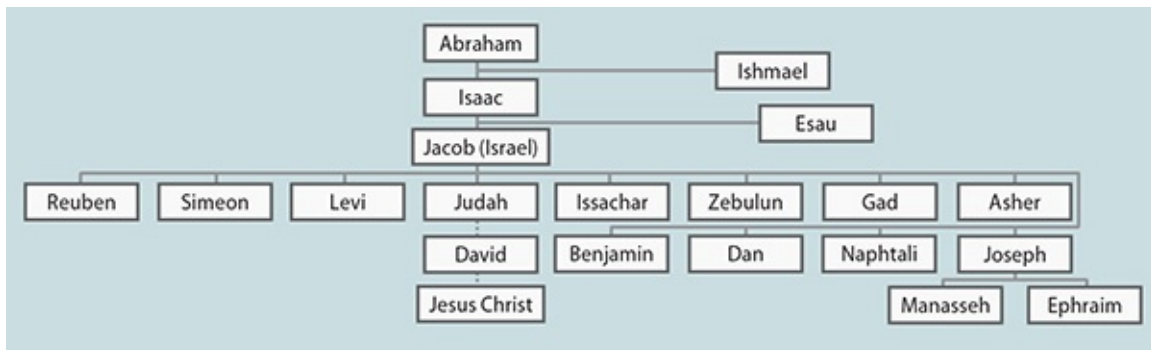 Abraham
Ishmael
Isaac
Esau
Jacob (Israel)
Reuben
Simeon
Levi
Judah
Issachar
Zebulun
Gad
Asher
David
Benjamin
Dan
Naphtali
Joseph
Jesus Christ
Manasseh
Ephraim